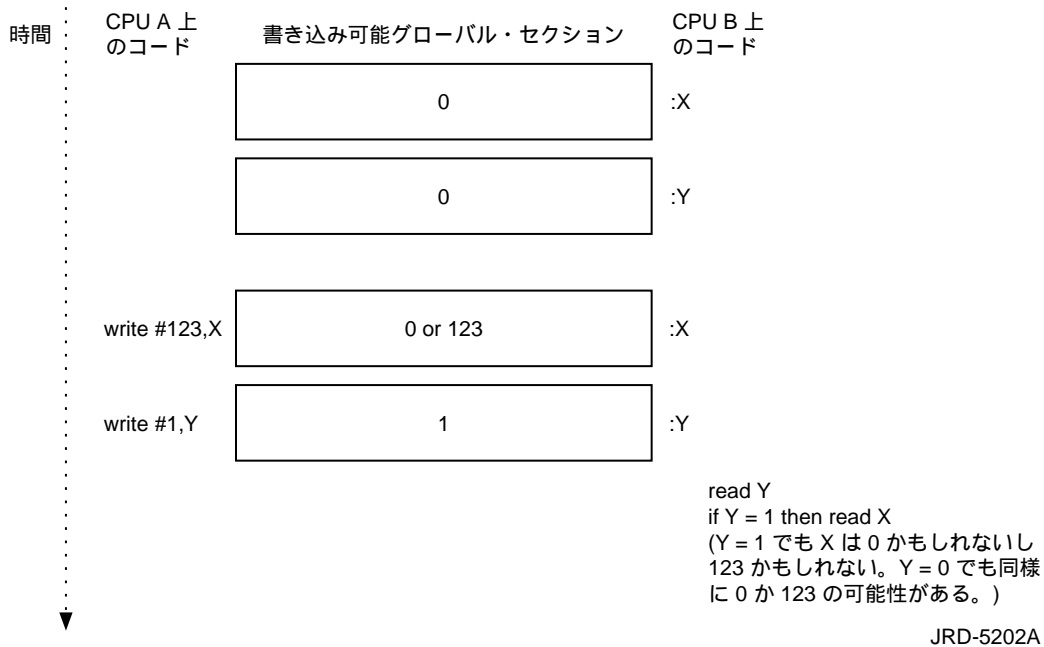 時間
CPU A 上
のコード
書き込み可能グローバル・セクション
CPU B 上
のコード
0
:X
0
:Y
write #123,X
0 or 123
:X
write #1,Y
1
:Y
read Y
if Y = 1 then read X
(Y = 1 でも X は 0 かもしれないし
123 かもしれない。Y = 0 でも同様
に 0 か 123 の可能性がある。)
JRD-5202A